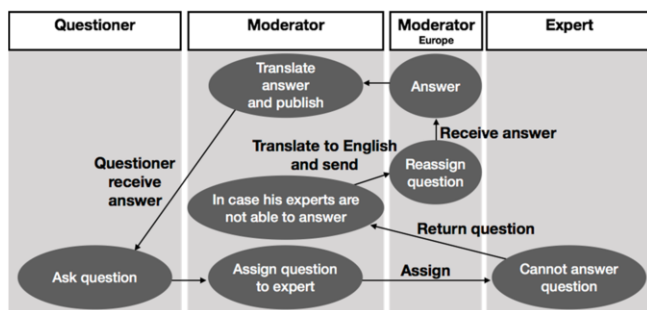 Questioner
Moderator
Moderator
Europe
Expert
Translate
answer
and publish
Answer
Translate to English
and send
Receive answer
Questioner
receive
answer
Reassign
question
In case his experts are
not able to answer
Return question
Ask question
Assign question
to expert
Assign
Cannot answer
question